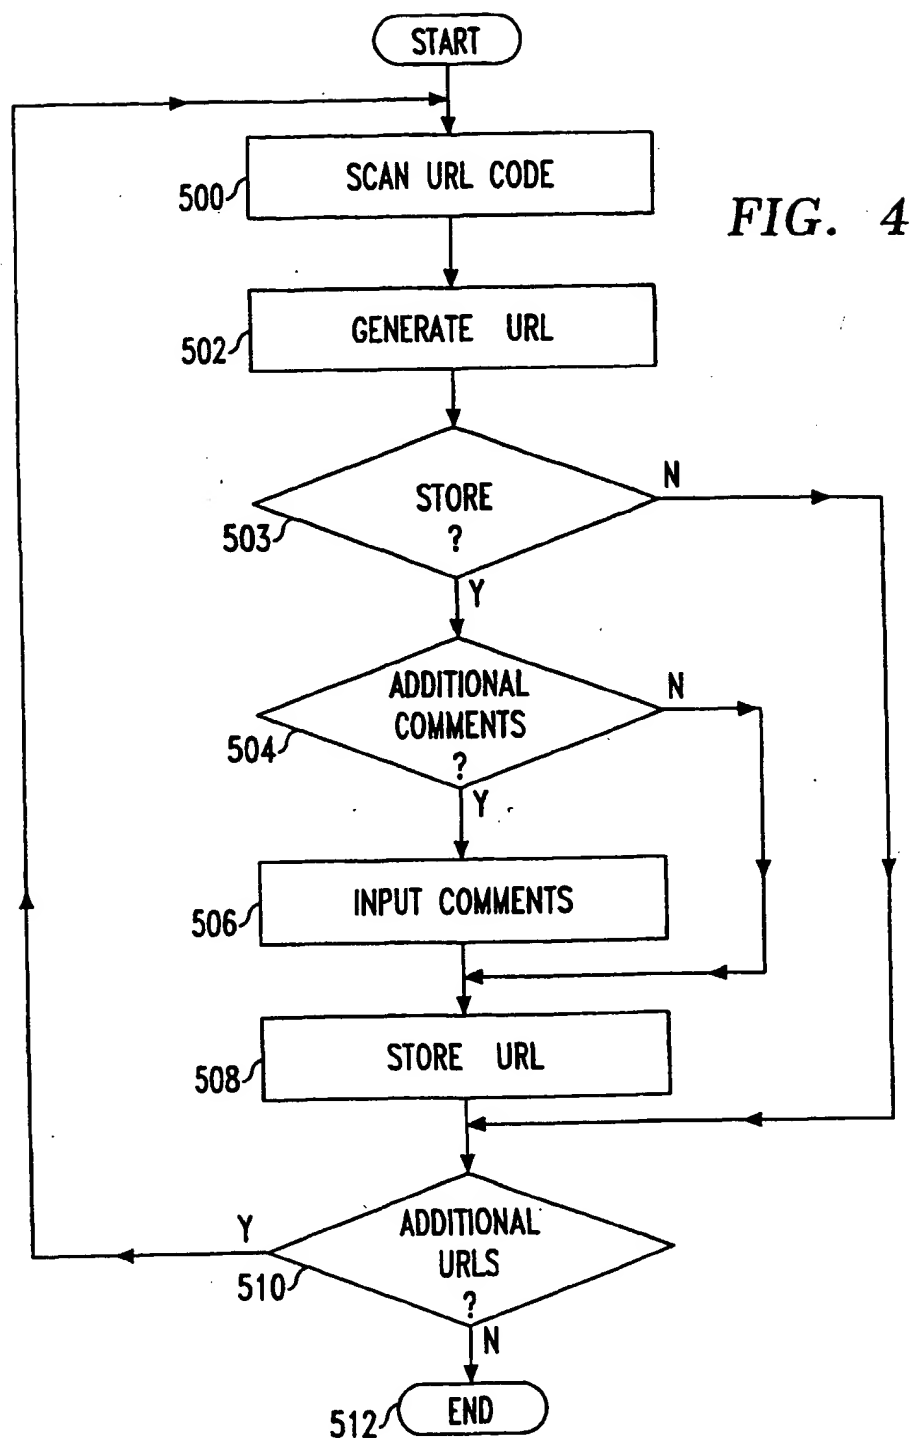 START
SCAN URL CODE
500
FIG. 4
GENERATE URL
502
STORE
?
503
N
Y
ADDITIONAL
COMMENTS
?
504
N
Y
INPUT COMMENTS
506
STORE URL
508
Y
ADDITIONAL
URLS
?
510
N
END
512